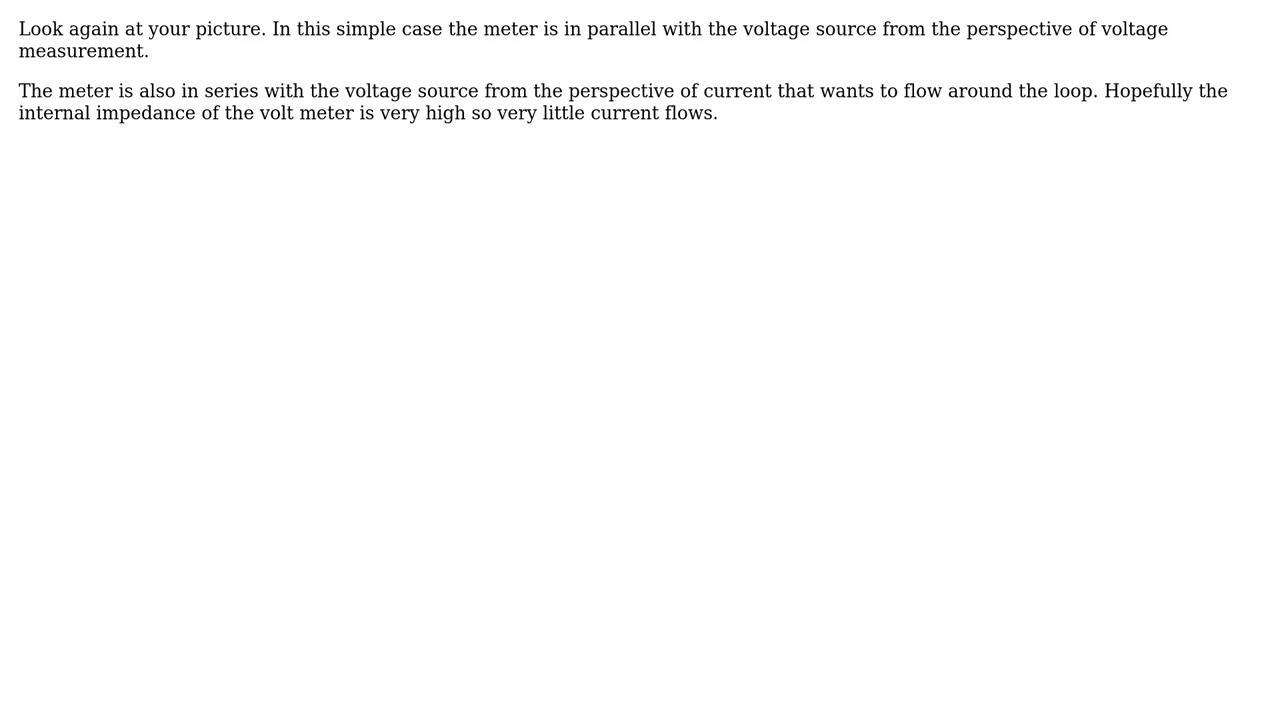 Look again at your picture. In this simple case the meter is in parallel with the voltage source from the perspective of voltage
measurement.
The meter is also in series with the voltage source from the perspective of current that wants to flow around the loop. Hopefully the
internal impedance of the volt meter is very high so very little current flows.